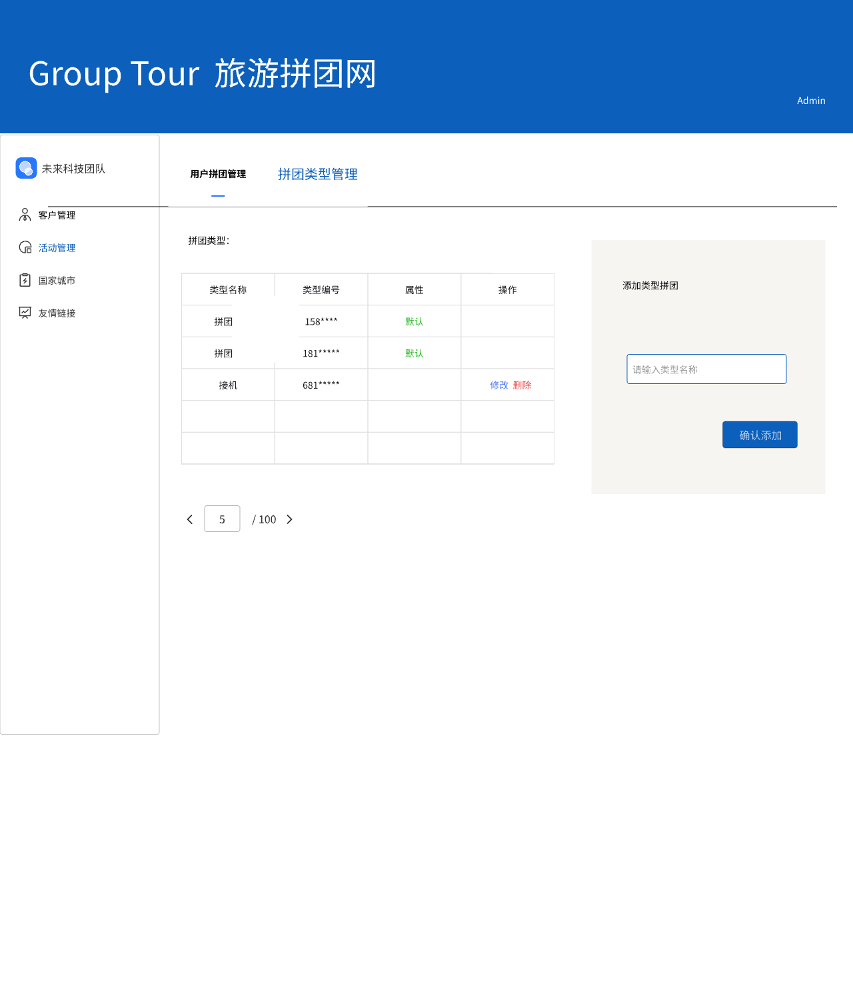 Group Tour 旅游拼团网
Admin
未来科技团队
客户管理
活动管理
国家城市
友情链接
用户拼团管理 拼团类型管理
拼团类型：
类型名称 类型编号 属性 操作
拼团 158**** 默认
拼团 181***** 默认
接机 681***** 修改 删除
5 / 100
添加类型拼团
请输入类型名称
确认添加